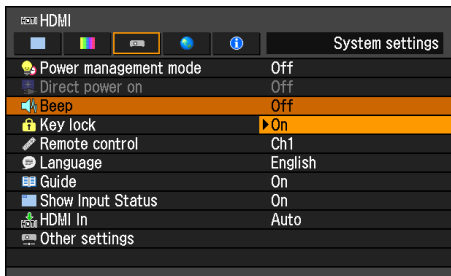 HDMI HDMI
System settings
Power management mode Off
Direct power on Off
Beep Off
Key lock On
Remote control Ch1
Language English
Guide On
Show Input Status On
HDMI In Auto
Other settings